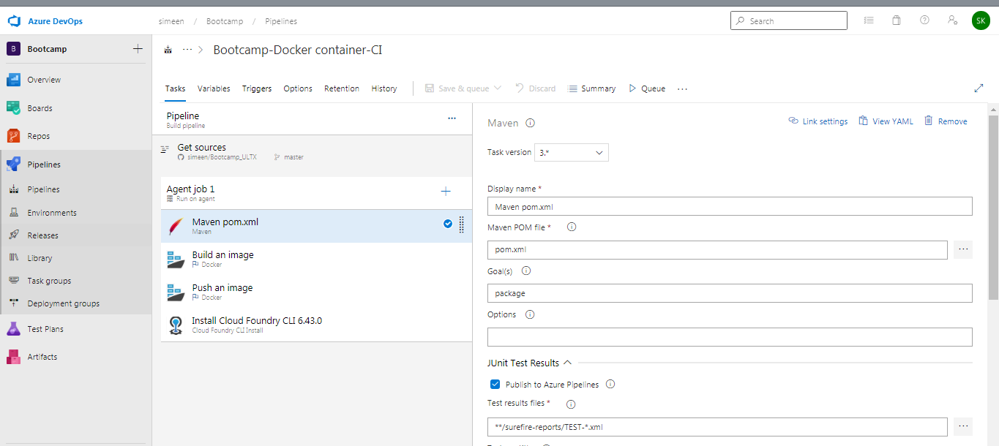 Azure DevOps
simeen / Bootcamp / Pipelines
Search
SK
B Bootcamp
Overview
Boards
Repos
Pipelines
Pipelines
Environments
Releases
Library
Task groups
Deployment groups
Test Plans
Artifacts
··· > Bootcamp-Docker container-CI
Tasks Variables Triggers Options Retention History Save & queue Discard Summary Queue ···
Pipeline ···
Build pipeline
Get sources
simeen/Bootcamp_ULTX master
Agent job 1
Run on agent
Maven pom.xml
Maven
Build an image
Docker
Push an image
Docker
Install Cloud Foundry CLI 6.43.0
Cloud Foundry CLI Install
Maven Link settings View YAML Remove
Task version 3.*
Display name *
Maven pom.xml
Maven POM file *
pom.xml ···
Goal(s)
package
Options
JUnit Test Results
Publish to Azure Pipelines
Test results files *
**/surefire-reports/TEST-*.xml ···